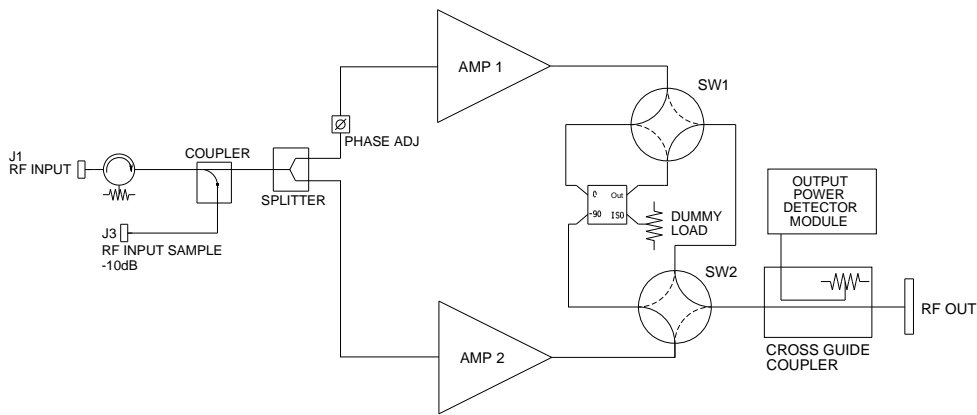 AMP 1
SW1
PHASE ADJ
J1
RF INPUT
COUPLER
SPLITTER
J3
RF INPUT SAMPLE
-10dB
0 Out
-90 ISO
DUMMY
LOAD
OUTPUT
POWER
DETECTOR
MODULE
SW2
RF OUT
AMP 2
CROSS GUIDE
COUPLER